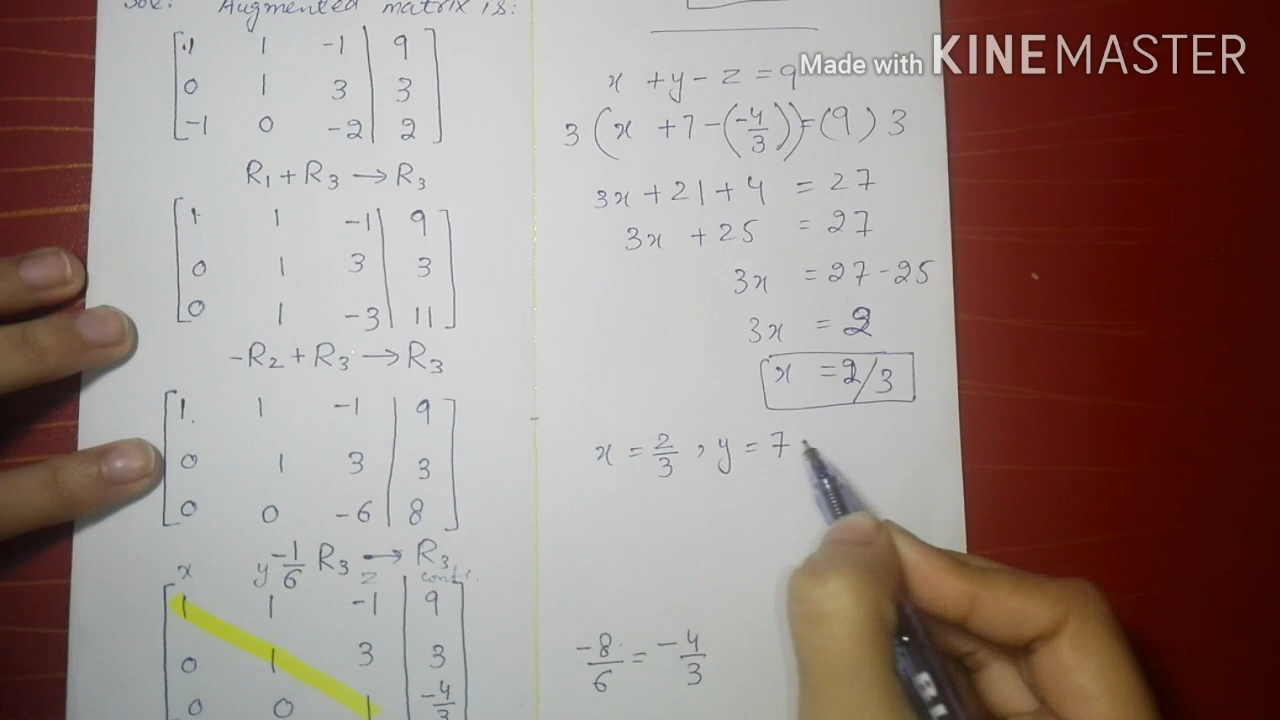 Sol: Augmented matrix is:
1 1 -1 | 9
0 1 3 | 3
-1 0 -2 | 2
R₁ + R₃ → R₃
1 1 -1 | 9
0 1 3 | 3
0 1 -3 | 11
-R₂ + R₃ → R₃
1 1 -1 | 9
0 1 3 | 3
0 0 -6 | 8
-1/6 R₃ → R₃
x y z const.
1 1 -1 | 9
0 1 3 | 3
0 0 1 | -4/3
x + y - z = 9
3 (x + 7 - (-4/3)) = (9) 3
3x + 21 + 4 = 27
3x + 25 = 27
3x = 27 - 25
3x = 2
x = 2/3
x = 2/3 , y = 7
-8/6 = -4/3
Made with KINEMASTER